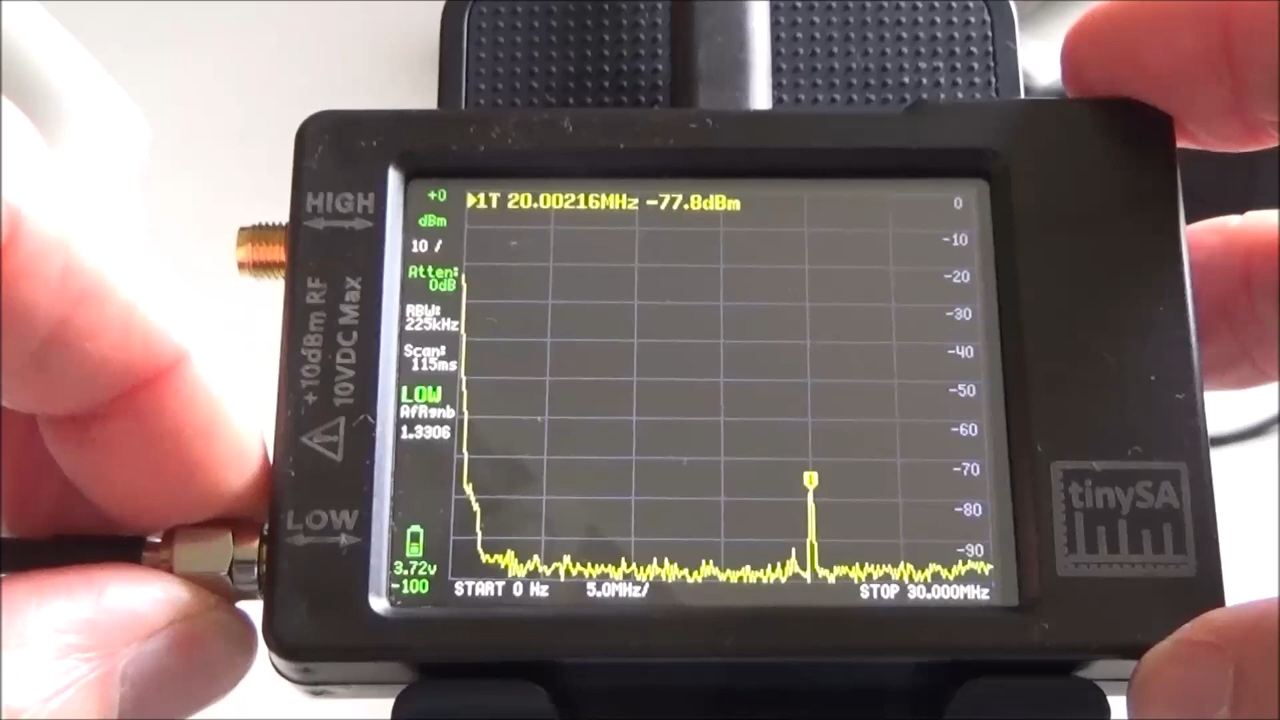 HIGH
+10dBm RF
10VDC Max
LOW
+0
dBm
10 /
Atten:
0dB
RBW:
225kHz
Scan:
115ms
LOW
AfRgnb
1.3306
3.72v
-100
1T 20.00216MHz -77.8dBm
0
-10
-20
-30
-40
-50
-60
-70
-80
-90
1
START 0 Hz 5.0MHz/ STOP 30.000MHz
tinySA